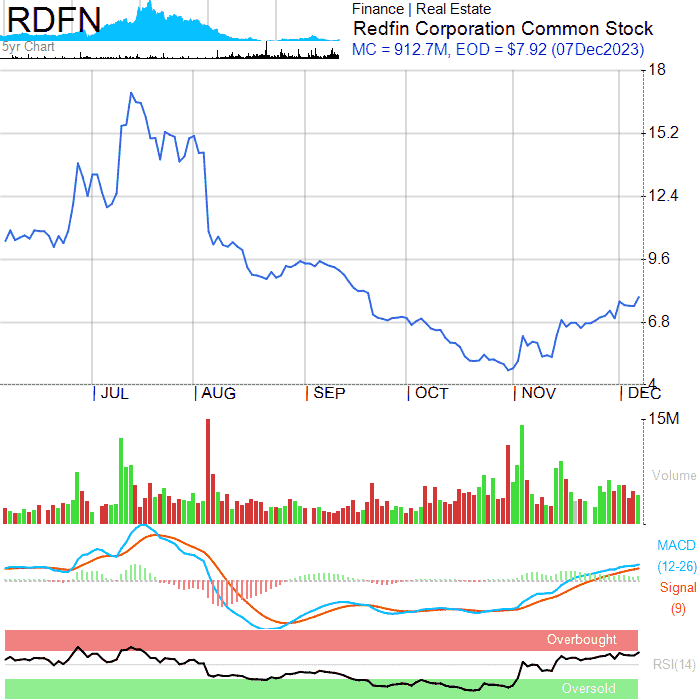 RDFN
5yr Chart
Finance | Real Estate
Redfin Corporation Common Stock
MC = 912.7M, EOD = $7.92 (07Dec2023)
18
15.2
12.4
9.6
6.8
4
JUL AUG SEP OCT NOV DEC
15M
Volume
MACD
(12-26)
Signal
(9)
Overbought
RSI(14)
Oversold